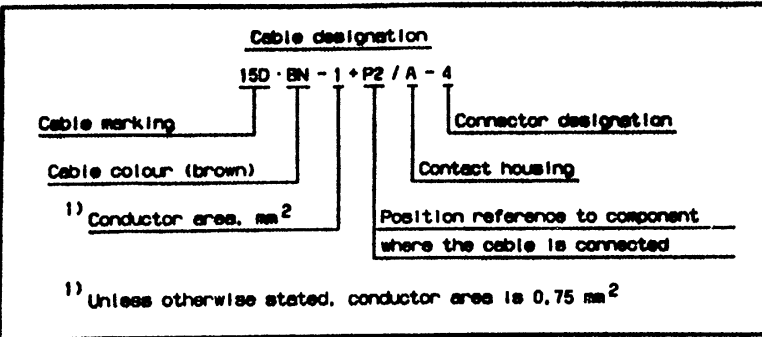 Cable designation
15D · BN - 1 + P2 / A - 4
Cable marking
Connector designation
Cable colour (brown)
Contact housing
1) Conductor area, mm2
Position reference to component
where the cable is connected
1) Unless otherwise stated, conductor area is 0,75 mm2